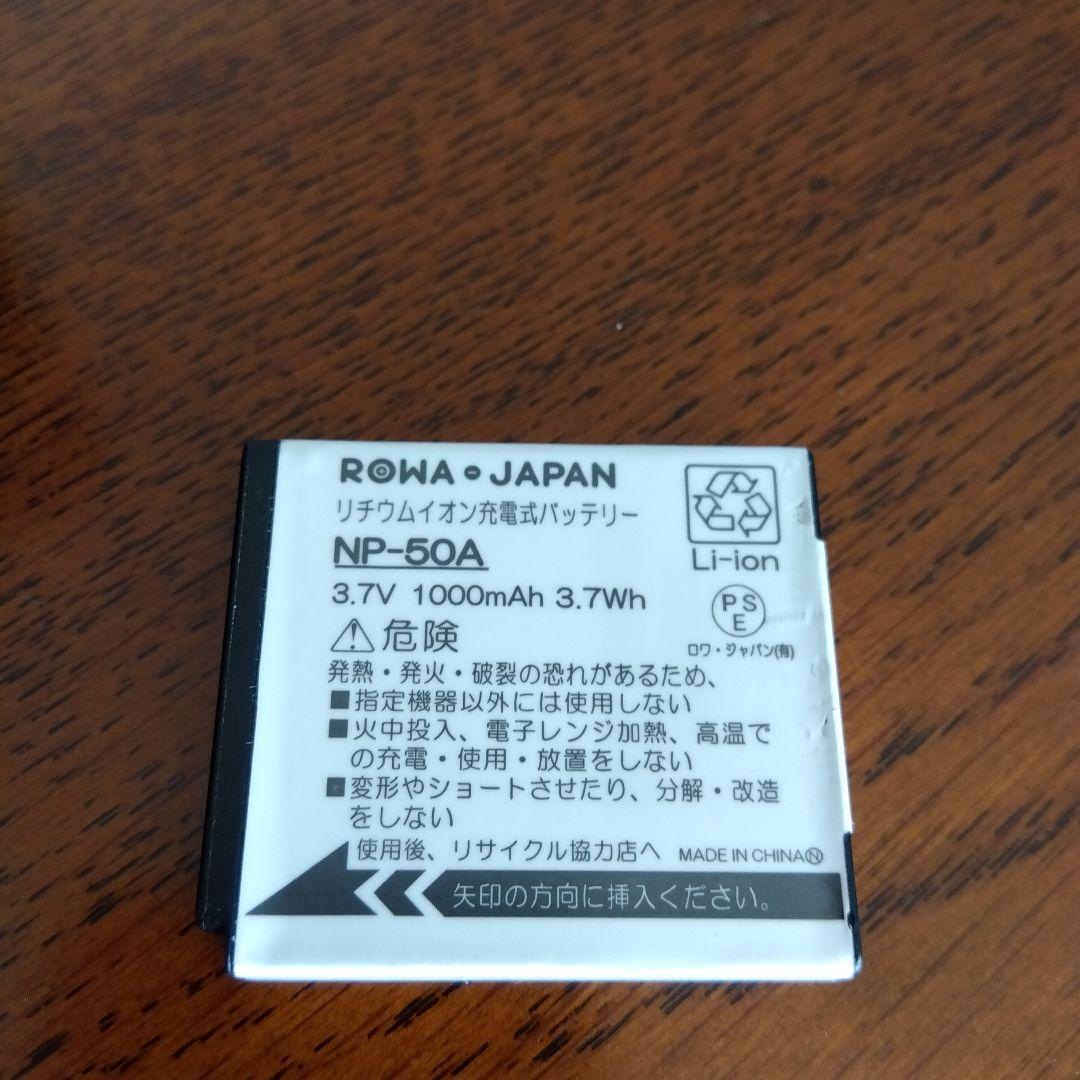 ROWA JAPAN
リチウムイオン充電式バッテリー
NP-50A
3.7V 1000mAh 3.7Wh
Li-ion
PS
E
ロワ・ジャパン(有)
⚠危険
発熱・発火・破裂の恐れがあるため、
■指定機器以外には使用しない
■火中投入、電子レンジ加熱、高温で
の充電・使用・放置をしない
■変形やショートさせたり、分解・改造
をしない
使用後、リサイクル協力店へ MADE IN CHINAⓃ
矢印の方向に挿入ください。